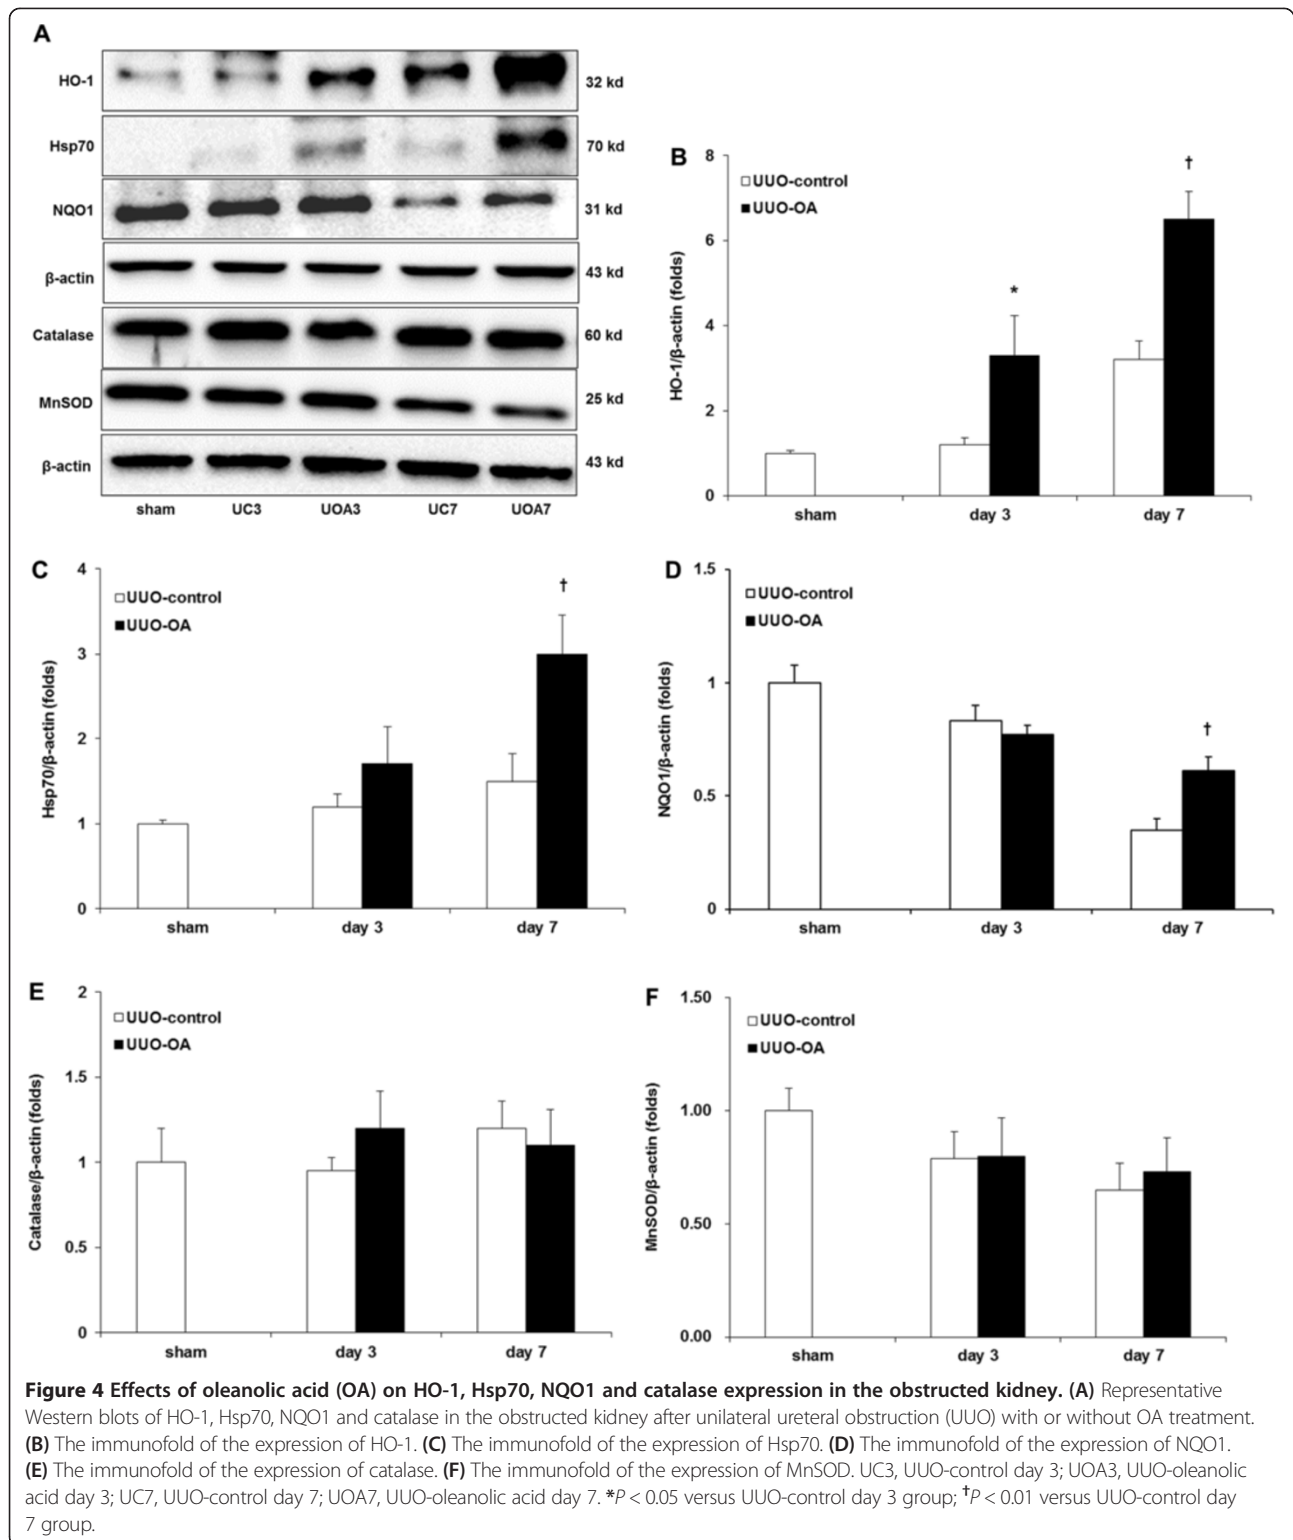 A
HO-1
32 kd
Hsp70
70 kd
NQO1
31 kd
β-actin
43 kd
Catalase
60 kd
MnSOD
25 kd
β-actin
43 kd
sham UC3 UOA3 UC7 UOA7
B
HO-1/β-actin (folds)
8
6
4
2
0
UUO-control
UUO-OA
*
†
sham day 3 day 7
C
Hsp70/β-actin (folds)
4
3
2
1
0
UUO-control
UUO-OA
†
sham day 3 day 7
D
NQO1/β-actin (folds)
1.5
1
0.5
0
UUO-control
UUO-OA
†
sham day 3 day 7
E
Catalase/β-actin (folds)
2
1.5
1
0.5
0
UUO-control
UUO-OA
sham day 3 day 7
F
MnSOD/β-actin (folds)
1.50
1.00
0.50
0.00
UUO-control
UUO-OA
sham day 3 day 7
Figure 4 Effects of oleanolic acid (OA) on HO-1, Hsp70, NQO1 and catalase expression in the obstructed kidney. (A) Representative
Western blots of HO-1, Hsp70, NQO1 and catalase in the obstructed kidney after unilateral ureteral obstruction (UUO) with or without OA treatment.
(B) The immunofold of the expression of HO-1. (C) The immunofold of the expression of Hsp70. (D) The immunofold of the expression of NQO1.
(E) The immunofold of the expression of catalase. (F) The immunofold of the expression of MnSOD. UC3, UUO-control day 3; UOA3, UUO-oleanolic
acid day 3; UC7, UUO-control day 7; UOA7, UUO-oleanolic acid day 7. *P < 0.05 versus UUO-control day 3 group; †P < 0.01 versus UUO-control day
7 group.